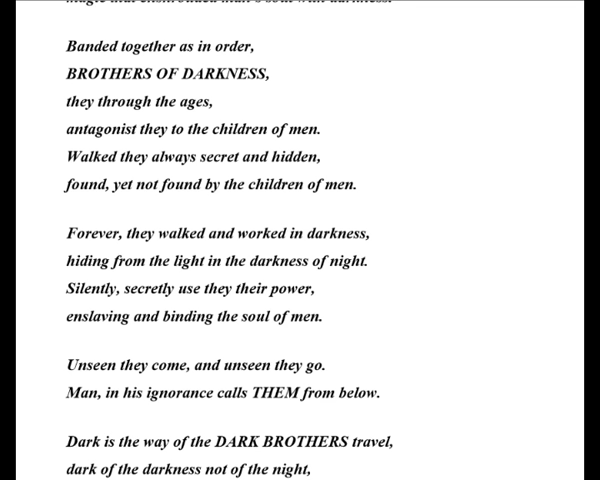 Banded together as in order,
BROTHERS OF DARKNESS,
they through the ages,
antagonist they to the children of men.
Walked they always secret and hidden,
found, yet not found by the children of men.
Forever, they walked and worked in darkness,
hiding from the light in the darkness of night.
Silently, secretly use they their power,
enslaving and binding the soul of men.
Unseen they come, and unseen they go.
Man, in his ignorance calls THEM from below.
Dark is the way of the DARK BROTHERS travel,
dark of the darkness not of the night,